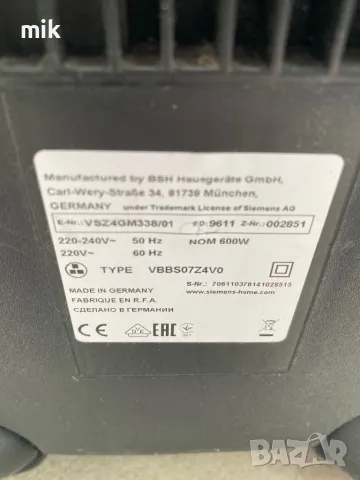 mik
Manufactured by BSH Hausgeräte GmbH,
Carl-Wery-Straße 34, 81739 München,
GERMANY under Trademark License of Siemens AG
E-Nr.: VSZ4GM338/01 FD: 9611 Z-Nr.: 002851
220-240V~ 50 Hz NOM 600W
220V~ 60 Hz
TYPE VBBS07Z4V0
MADE IN GERMANY
FABRIQUE EN R.F.A.
СДЕЛАНО В ГЕРМАНИИ
S-Nr.: 706110376141028515
www.siemens-home.com
CE EAC
bazar
БГ